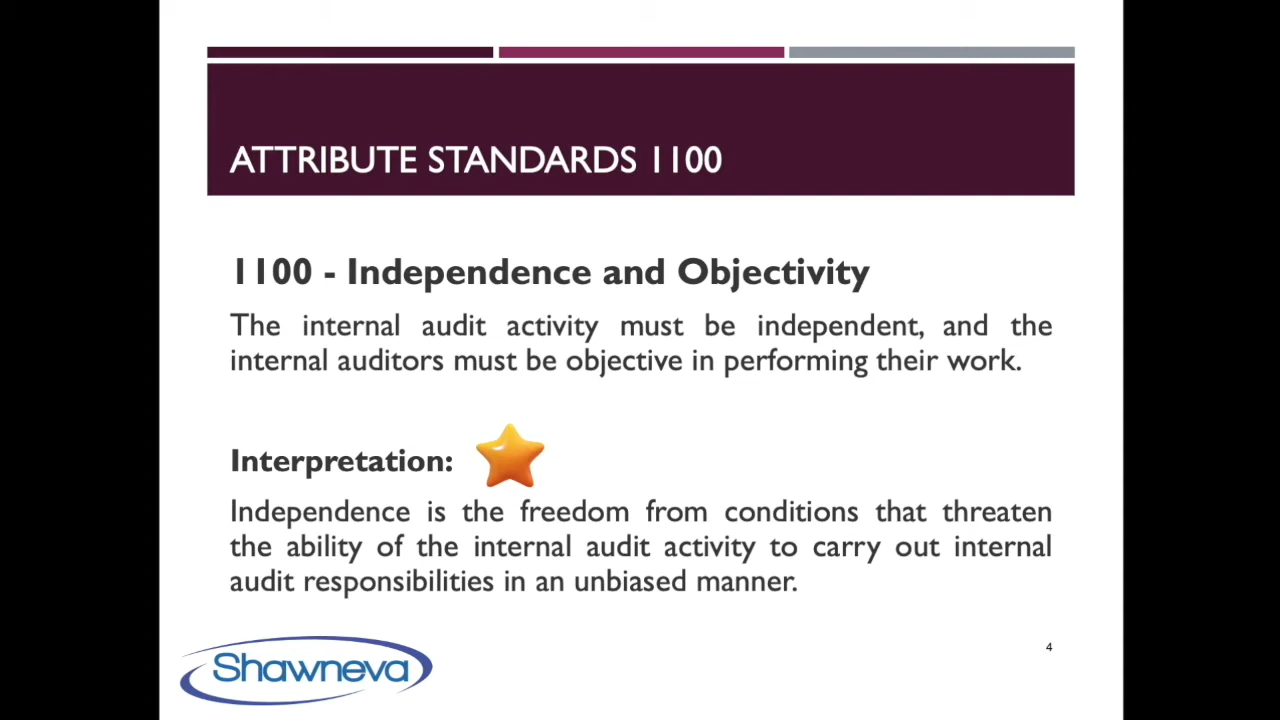 ATTRIBUTE STANDARDS 1100
1100 - Independence and Objectivity
The internal audit activity must be independent, and the
internal auditors must be objective in performing their work.
Interpretation:
Independence is the freedom from conditions that threaten
the ability of the internal audit activity to carry out internal
audit responsibilities in an unbiased manner.
Shawneva
4